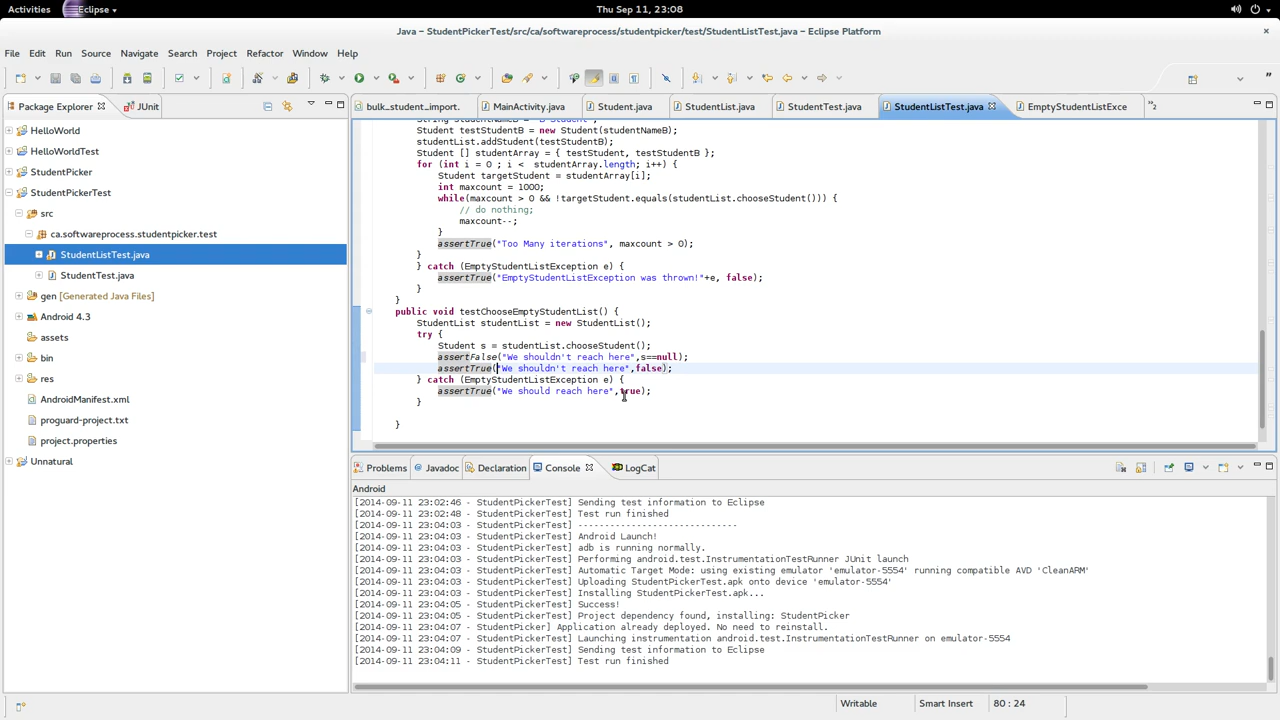 Activities
Eclipse
Thu Sep 11, 23:08
Java – StudentPickerTest/src/ca/softwareprocess/studentpicker/test/StudentListTest.java – Eclipse Platform
File Edit Run Source Navigate Search Project Refactor Window Help
Package Explorer
JUnit
HelloWorld
HelloWorldTest
StudentPicker
StudentPickerTest
src
ca.softwareprocess.studentpicker.test
StudentListTest.java
StudentTest.java
gen [Generated Java Files]
Android 4.3
assets
bin
res
AndroidManifest.xml
proguard-project.txt
project.properties
Unnatural
bulk_student_import.
MainActivity.java
Student.java
StudentList.java
StudentTest.java
StudentListTest.java
EmptyStudentListExce
»2
String studentNameB = "B Student";
Student testStudentB = new Student(studentNameB);
studentList.addStudent(testStudentB);
Student [] studentArray = { testStudent, testStudentB };
for (int i = 0 ; i <  studentArray.length; i++) {
Student targetStudent = studentArray[i];
int maxcount = 1000;
while(maxcount > 0 && !targetStudent.equals(studentList.chooseStudent())) {
// do nothing;
maxcount--;
}
assertTrue("Too Many iterations", maxcount > 0);
}
} catch (EmptyStudentListException e) {
assertTrue("EmptyStudentListException was thrown!"+e, false);
}
}
public void testChooseEmptyStudentList() {
StudentList studentList = new StudentList();
try {
Student s = studentList.chooseStudent();
assertFalse("We shouldn't reach here",s==null);
assertTrue("We shouldn't reach here",false);
} catch (EmptyStudentListException e) {
assertTrue("We should reach here",true);
}
}
Problems
Javadoc
Declaration
Console
LogCat
Android
[2014-09-11 23:02:46 - StudentPickerTest] Sending test information to Eclipse
[2014-09-11 23:02:48 - StudentPickerTest] Test run finished
[2014-09-11 23:04:03 - StudentPickerTest] ------------------------------
[2014-09-11 23:04:03 - StudentPickerTest] Android Launch!
[2014-09-11 23:04:03 - StudentPickerTest] adb is running normally.
[2014-09-11 23:04:03 - StudentPickerTest] Performing android.test.InstrumentationTestRunner JUnit launch
[2014-09-11 23:04:03 - StudentPickerTest] Automatic Target Mode: using existing emulator 'emulator-5554' running compatible AVD 'CleanARM'
[2014-09-11 23:04:03 - StudentPickerTest] Uploading StudentPickerTest.apk onto device 'emulator-5554'
[2014-09-11 23:04:03 - StudentPickerTest] Installing StudentPickerTest.apk...
[2014-09-11 23:04:05 - StudentPickerTest] Success!
[2014-09-11 23:04:05 - StudentPickerTest] Project dependency found, installing: StudentPicker
[2014-09-11 23:04:07 - StudentPicker] Application already deployed. No need to reinstall.
[2014-09-11 23:04:07 - StudentPickerTest] Launching instrumentation android.test.InstrumentationTestRunner on emulator-5554
[2014-09-11 23:04:09 - StudentPickerTest] Sending test information to Eclipse
[2014-09-11 23:04:11 - StudentPickerTest] Test run finished
Writable
Smart Insert
80 : 24